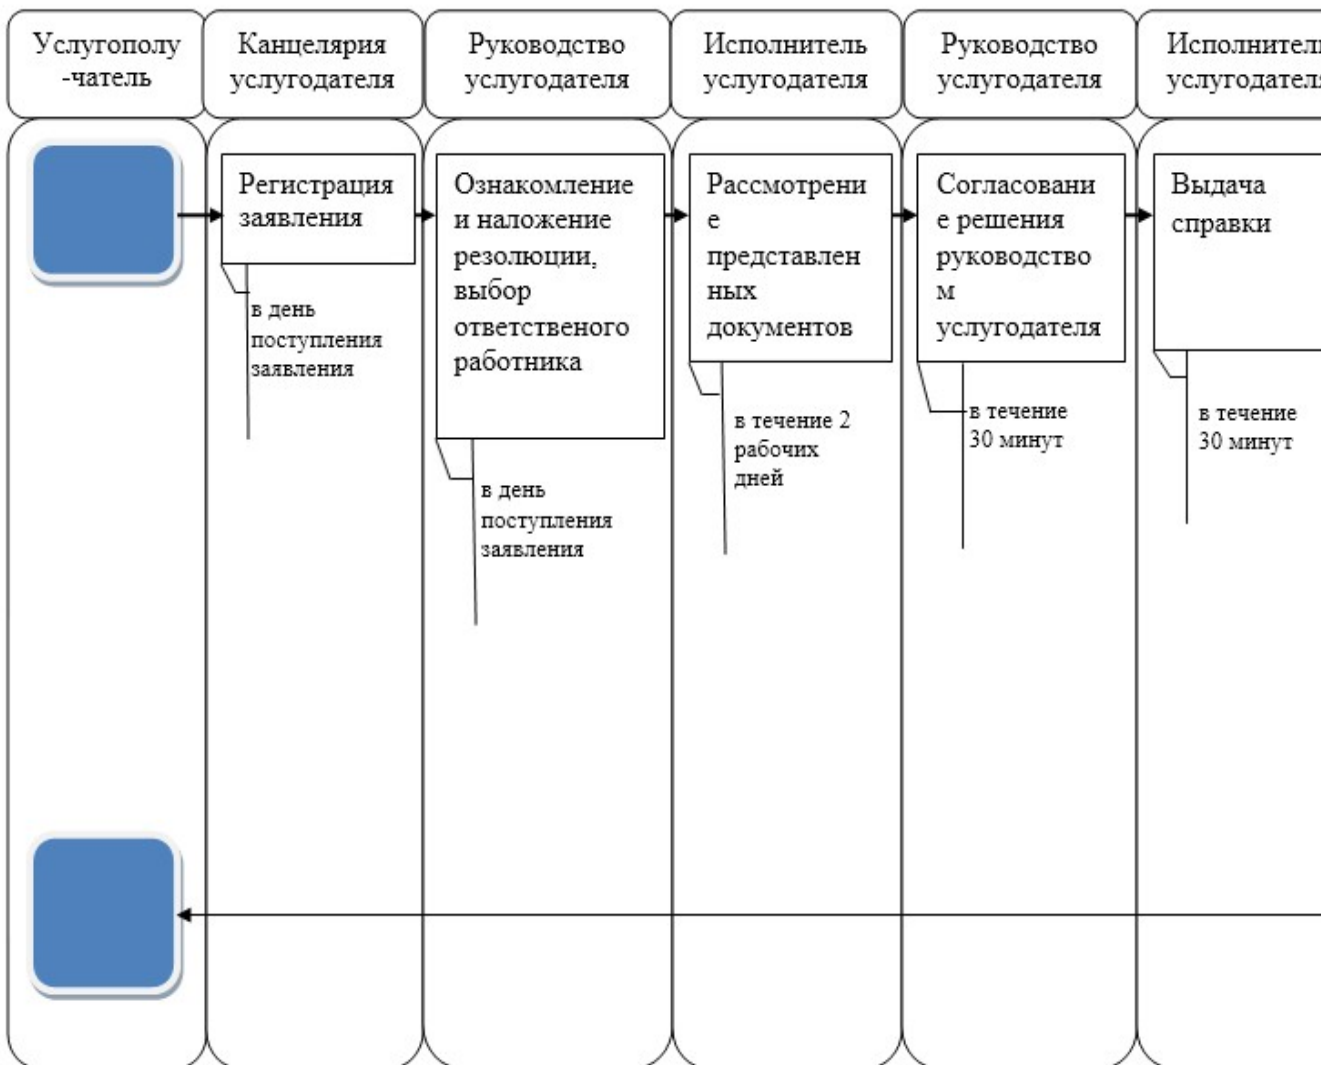 Услугополу
-чатель
Канцелярия
услугодателя
Руководство
услугодателя
Исполнитель
услугодателя
Руководство
услугодателя
Исполнитель
услугодателя
Регистрация
заявления
в день
поступления
заявления
Ознакомление
и наложение
резолюции,
выбор
ответственого
работника
в день
поступления
заявления
Рассмотрени
е
представлен
ных
документов
в течение 2
рабочих
дней
Согласовани
е решения
руководство
м
услугодателя
в течение
30 минут
Выдача
справки
в течение
30 минут